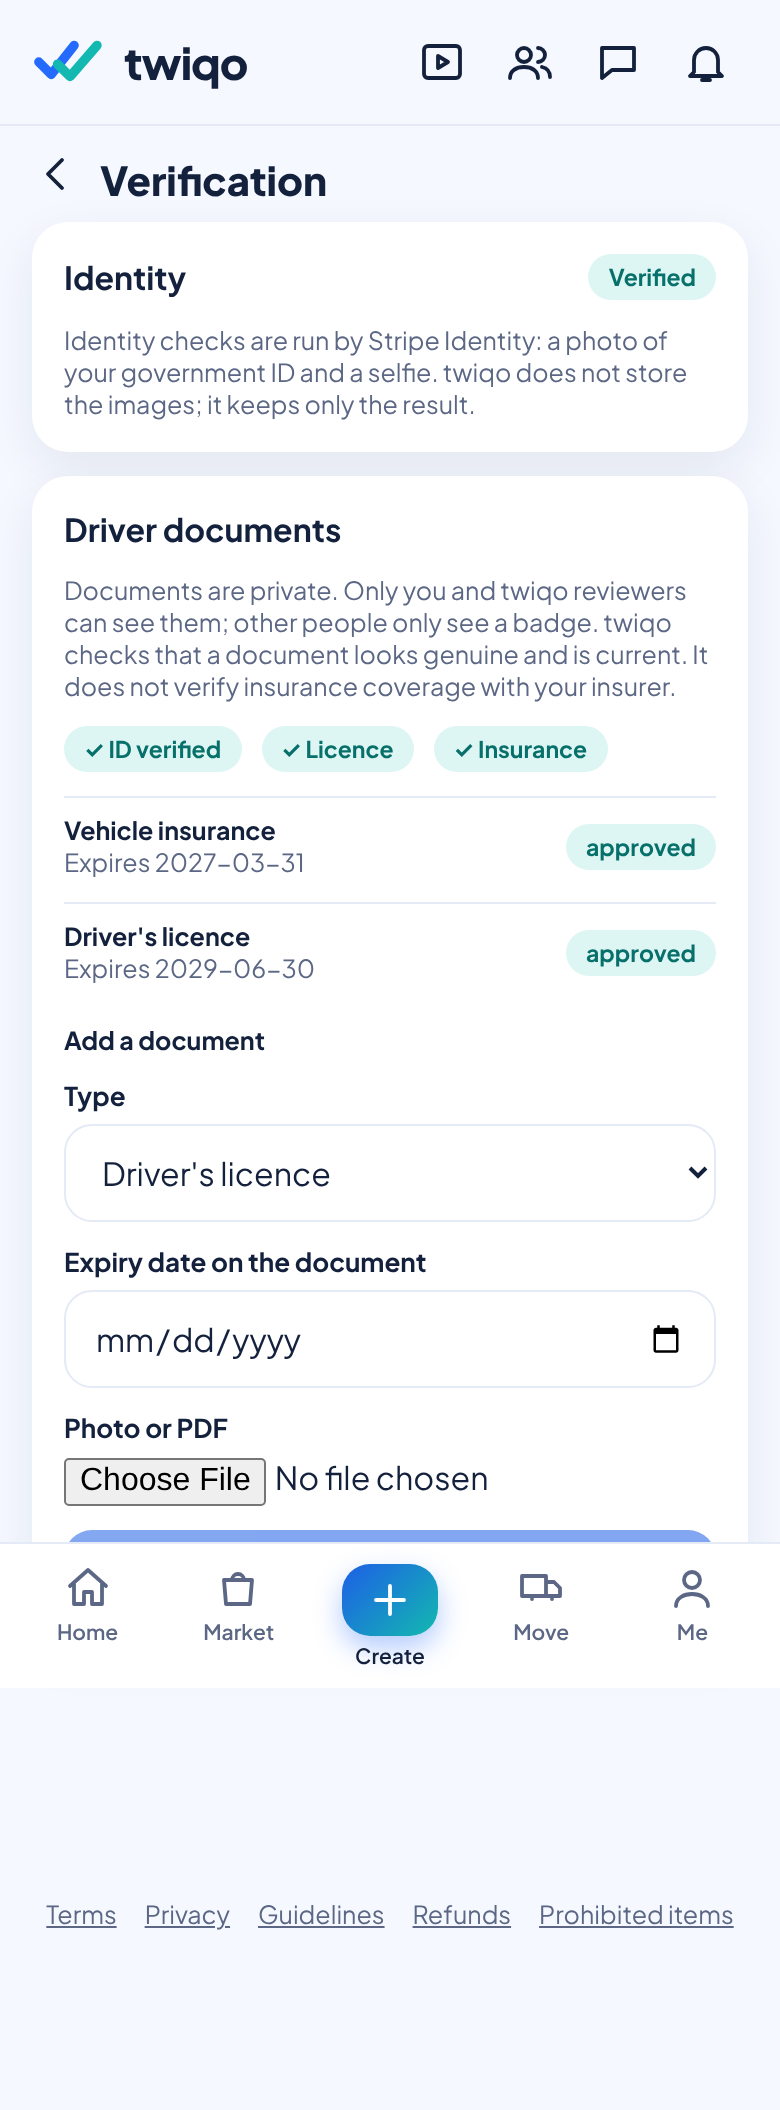 twiqo
Verification
Identity
Verified
Identity checks are run by Stripe Identity: a photo of
your government ID and a selfie. twiqo does not store
the images; it keeps only the result.
Driver documents
Documents are private. Only you and twiqo reviewers
can see them; other people only see a badge. twiqo
checks that a document looks genuine and is current. It
does not verify insurance coverage with your insurer.
✓ ID verified ✓ Licence ✓ Insurance
Vehicle insurance
Expires 2027-03-31
approved
Driver's licence
Expires 2029-06-30
approved
Add a document
Type
Driver's licence
Expiry date on the document
mm/dd/yyyy
Photo or PDF
Choose File No file chosen
Home Market Create Move Me
Terms Privacy Guidelines Refunds Prohibited items